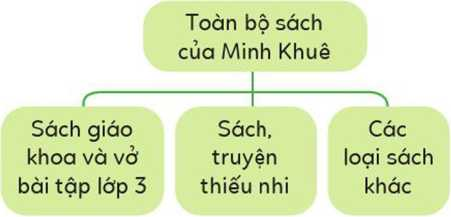 Toàn bộ sách
của Minh Khuê
Sách giáo
khoa và vở
bài tập lớp 3
Sách,
truyện
thiếu nhi
Các
loại sách
khác